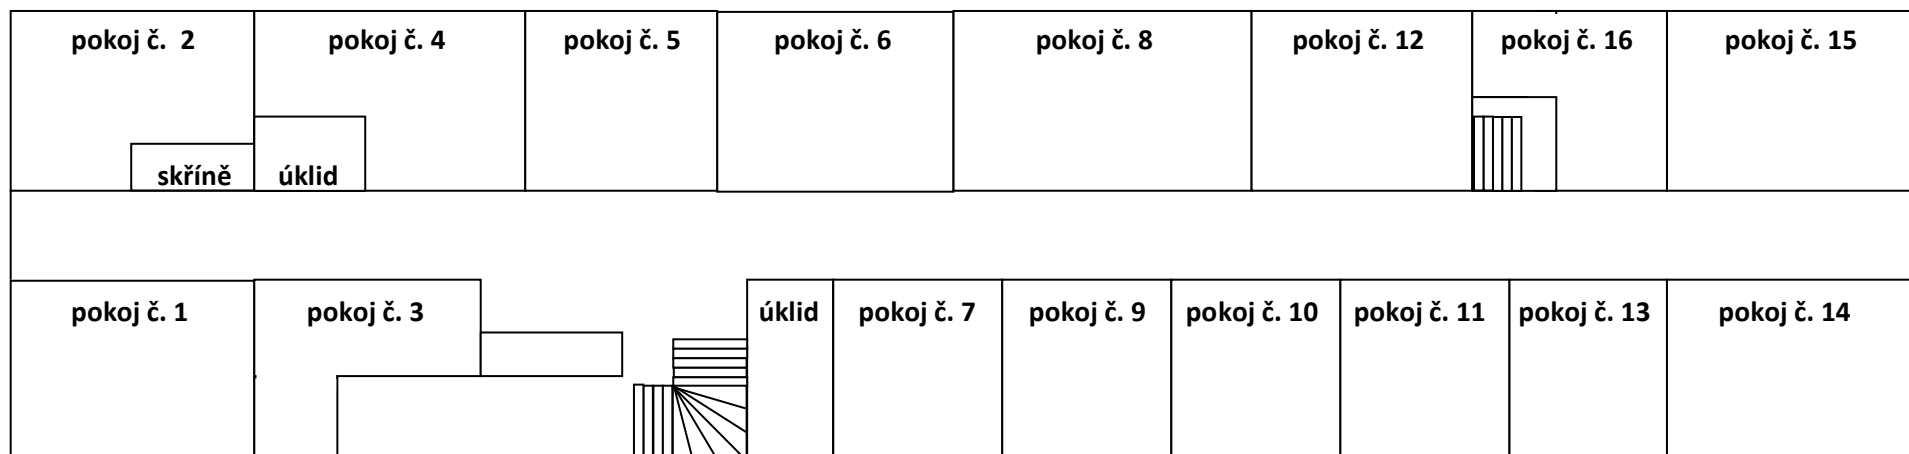 pokoj č. 2
pokoj č. 4
pokoj č. 5
pokoj č. 6
pokoj č. 8
pokoj č. 12
pokoj č. 16
pokoj č. 15
skříně
úklid
pokoj č. 1
pokoj č. 3
úklid
pokoj č. 7
pokoj č. 9
pokoj č. 10
pokoj č. 11
pokoj č. 13
pokoj č. 14